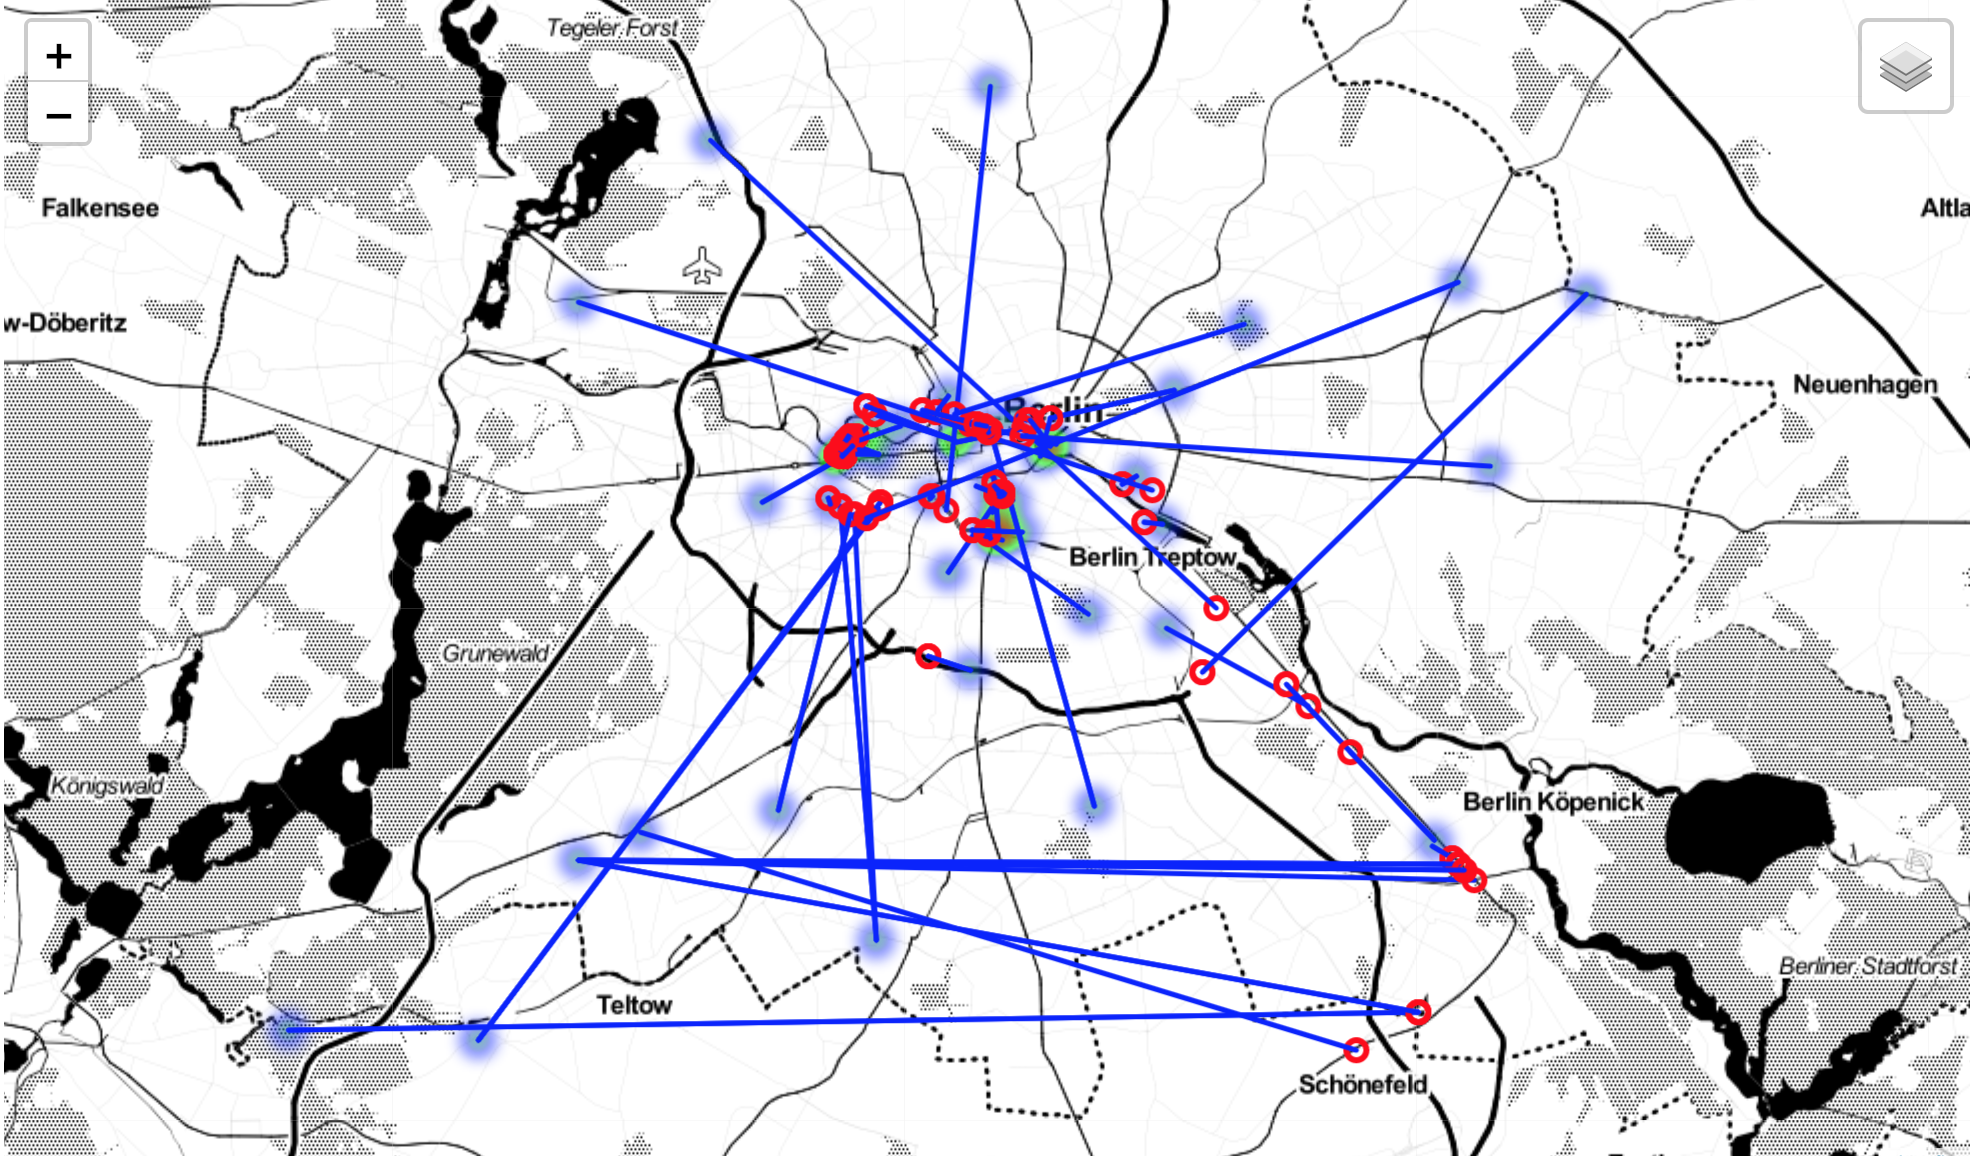 +
−
Tegeler Forst
Falkensee
Altla
w-Döberitz
Neuenhagen
Berlin
Berlin Treptow
Grunewald
Königswald
Berlin Köpenick
Berliner Stadtforst
Teltow
Schönefeld